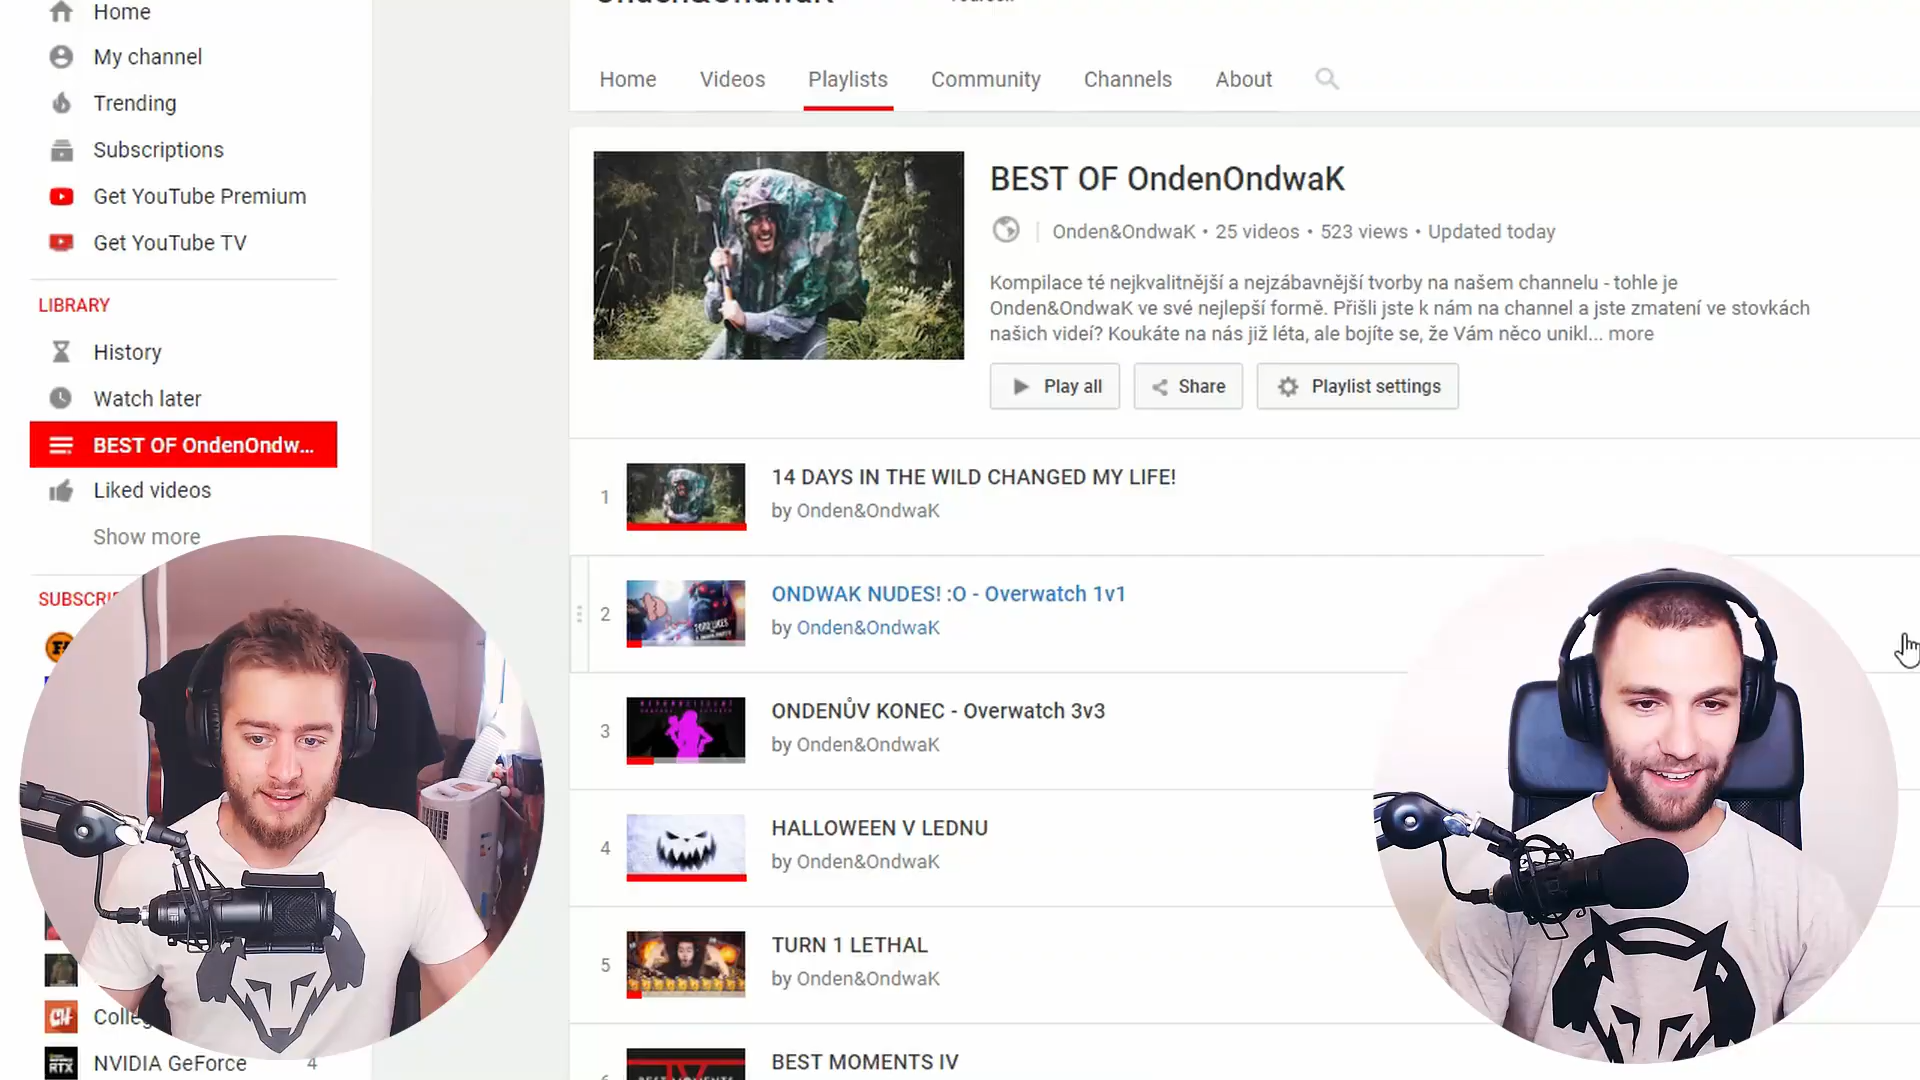 Home
My channel
Trending
Subscriptions
Get YouTube Premium
Get YouTube TV
LIBRARY
History
Watch later
BEST OF OndenOndw...
Liked videos
Show more
NVIDIA GeForce 4
Home Videos Playlists Community Channels About
BEST OF OndenOndwaK
Onden&OndwaK • 25 videos • 523 views • Updated today
Kompilace té nejkvalitnější a nejzábavnější tvorby na našem channelu - tohle je
Onden&OndwaK ve své nejlepší formě. Přišli jste k nám na channel a jste zmatení ve stovkách
našich videí? Koukáte na nás již léta, ale bojíte se, že Vám něco unikl... more
Play all Share Playlist settings
1 14 DAYS IN THE WILD CHANGED MY LIFE!
by Onden&OndwaK
2 ONDWAK NUDES! :O - Overwatch 1v1
by Onden&OndwaK
3 ONDENŮV KONEC - Overwatch 3v3
by Onden&OndwaK
4 HALLOWEEN V LEDNU
by Onden&OndwaK
5 TURN 1 LETHAL
by Onden&OndwaK
BEST MOMENTS IV